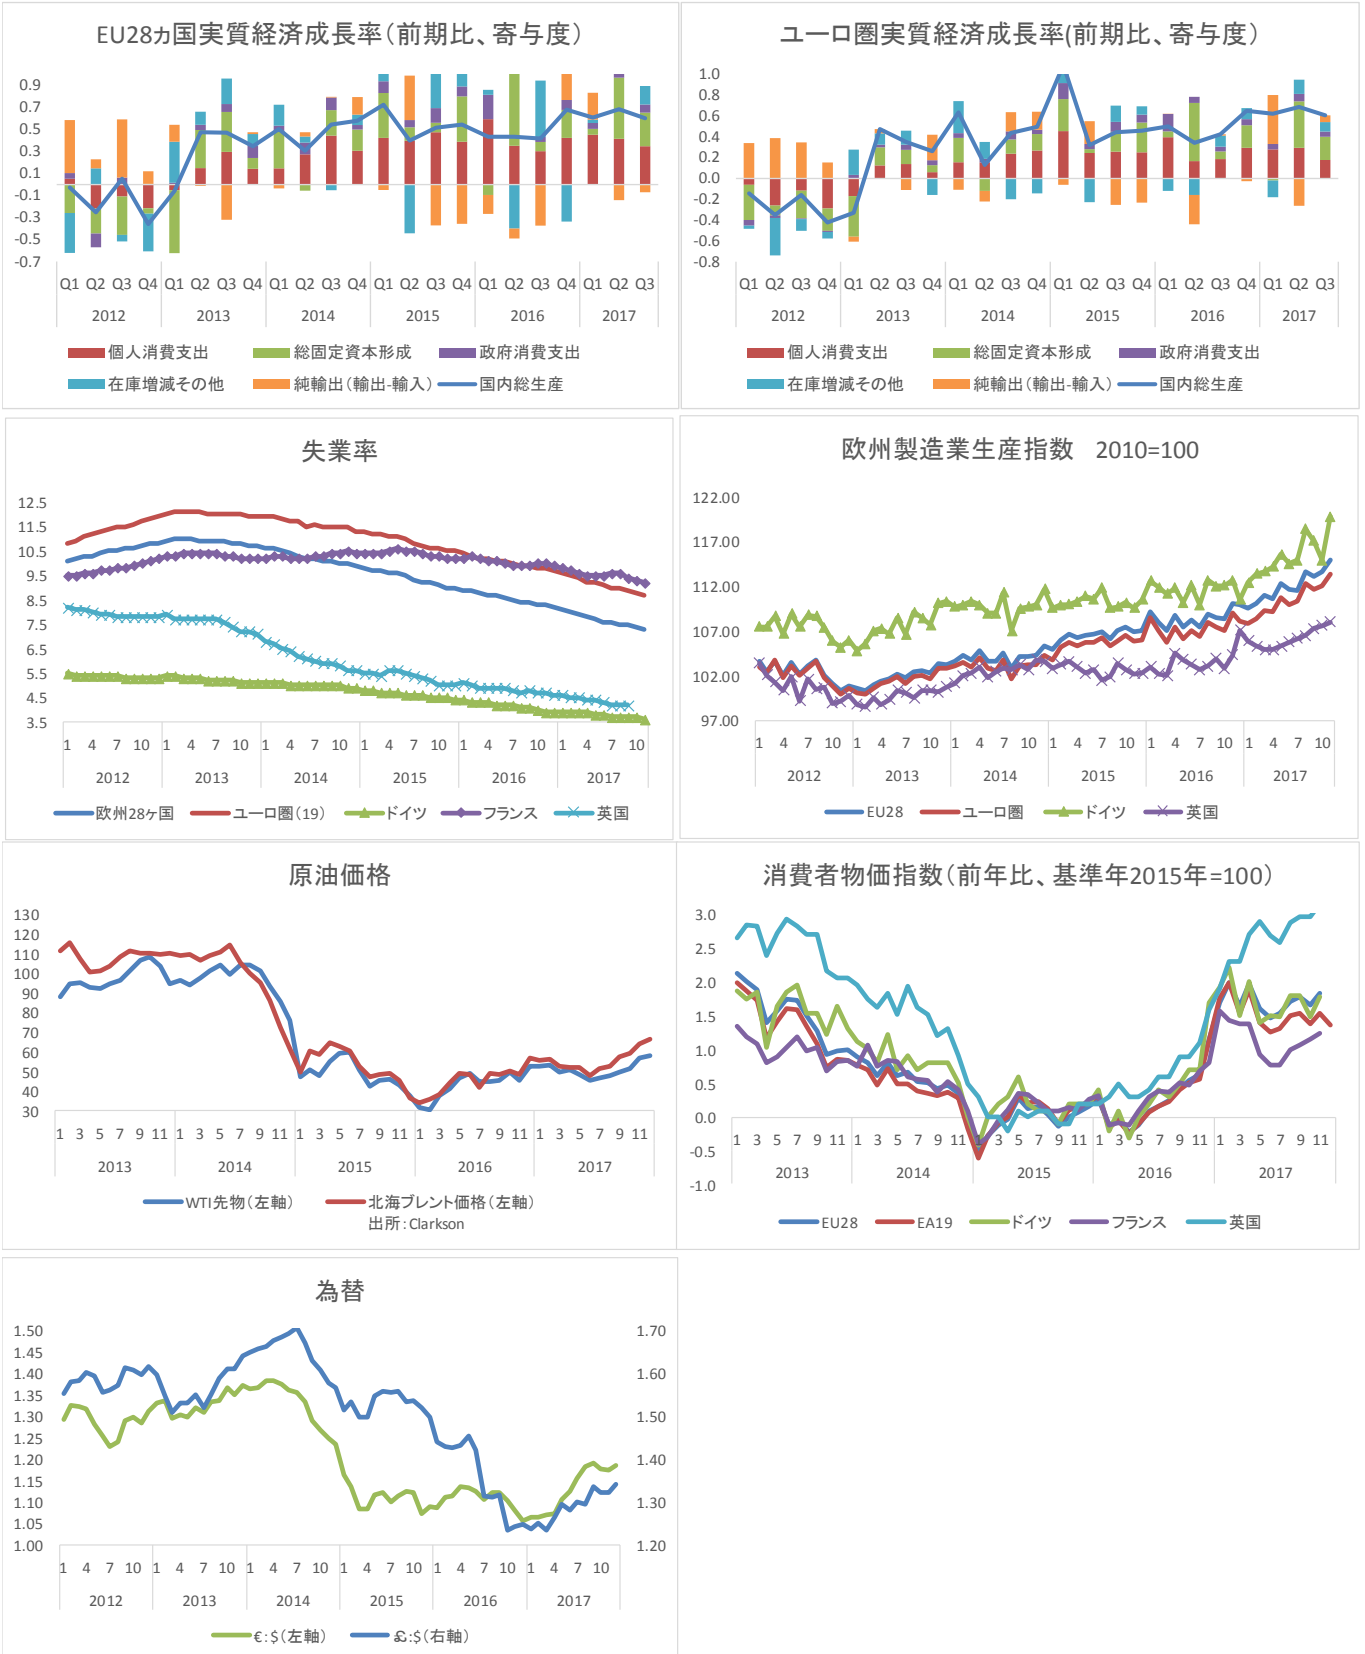 EU28ヵ国実質経済成長率（前期比、寄与度）
0.9
0.7
0.5
0.3
0.1
-0.1
-0.3
-0.5
-0.7
Q1 Q2 Q3 Q4 Q1 Q2 Q3 Q4 Q1 Q2 Q3 Q4 Q1 Q2 Q3 Q4 Q1 Q2 Q3 Q4 Q1 Q2 Q3
2012 2013 2014 2015 2016 2017
個人消費支出 総固定資本形成 政府消費支出
在庫増減その他 純輸出（輸出-輸入） 国内総生産
ユーロ圏実質経済成長率(前期比、寄与度）
1.0
0.8
0.6
0.4
0.2
0.0
-0.2
-0.4
-0.6
-0.8
Q1 Q2 Q3 Q4 Q1 Q2 Q3 Q4 Q1 Q2 Q3 Q4 Q1 Q2 Q3 Q4 Q1 Q2 Q3 Q4 Q1 Q2 Q3
2012 2013 2014 2015 2016 2017
個人消費支出 総固定資本形成 政府消費支出
在庫増減その他 純輸出（輸出-輸入） 国内総生産
失業率
12.5
11.5
10.5
9.5
8.5
7.5
6.5
5.5
4.5
3.5
1 4 7 10 1 4 7 10 1 4 7 10 1 4 7 10 1 4 7 10 1 4 7 10
2012 2013 2014 2015 2016 2017
欧州28ヶ国 ユーロ圏（19） ドイツ フランス 英国
欧州製造業生産指数 2010=100
122.00
117.00
112.00
107.00
102.00
97.00
1 4 7 10 1 4 7 10 1 4 7 10 1 4 7 10 1 4 7 10 1 4 7 10
2012 2013 2014 2015 2016 2017
EU28 ユーロ圏 ドイツ 英国
原油価格
130
120
110
100
90
80
70
60
50
40
30
1 3 5 7 9 11 1 3 5 7 9 11 1 3 5 7 9 11 1 3 5 7 9 11 1 3 5 7 9 11
2013 2014 2015 2016 2017
WTI先物（左軸） 北海ブレント価格（左軸）
出所：Clarkson
消費者物価指数（前年比、基準年2015年=100）
3.0
2.5
2.0
1.5
1.0
0.5
0.0
-0.5
-1.0
1 3 5 7 9 11 1 3 5 7 9 11 1 3 5 7 9 11 1 3 5 7 9 11 1 3 5 7 9 11
2013 2014 2015 2016 2017
EU28 EA19 ドイツ フランス 英国
為替
1.50 1.70
1.45
1.40 1.60
1.35
1.30 1.50
1.25
1.20 1.40
1.15
1.10 1.30
1.05
1.00 1.20
1 4 7 10 1 4 7 10 1 4 7 10 1 4 7 10 1 4 7 10 1 4 7 10
2012 2013 2014 2015 2016 2017
€:$（左軸） £:$（右軸）